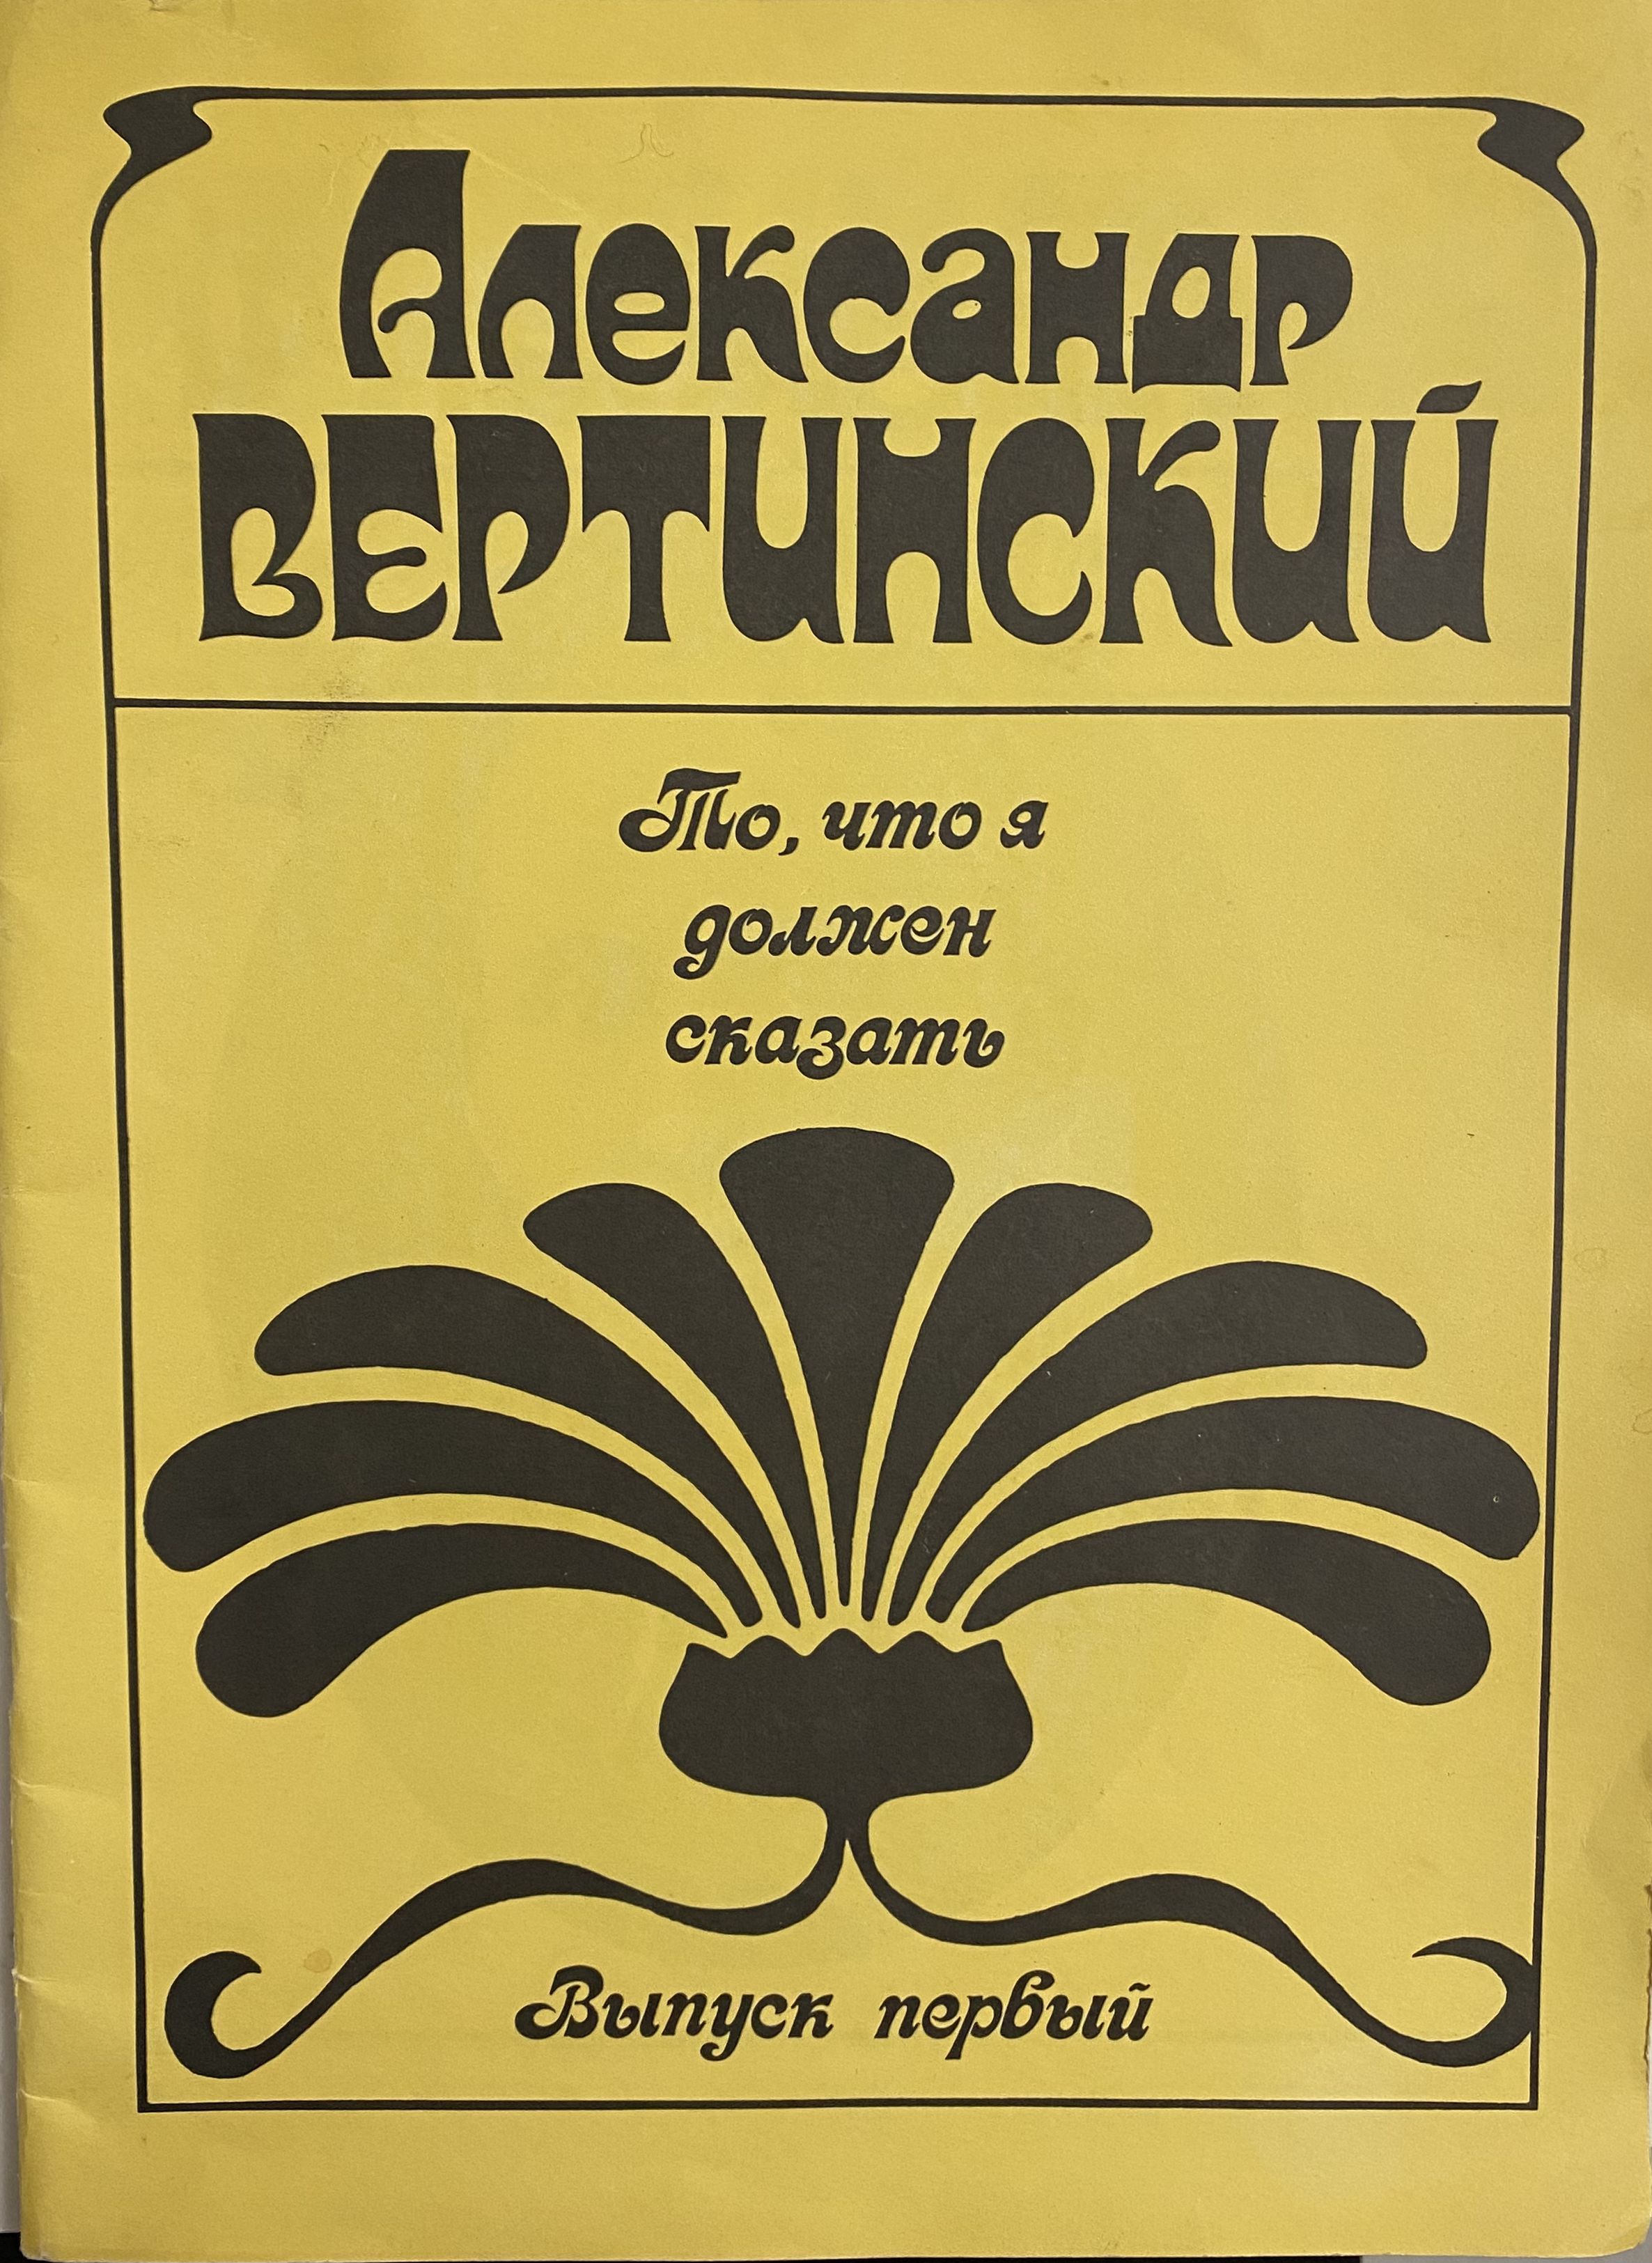 Александр
ВЕРТИНСКИЙ
То, что я
должен
сказать
Выпуск первый